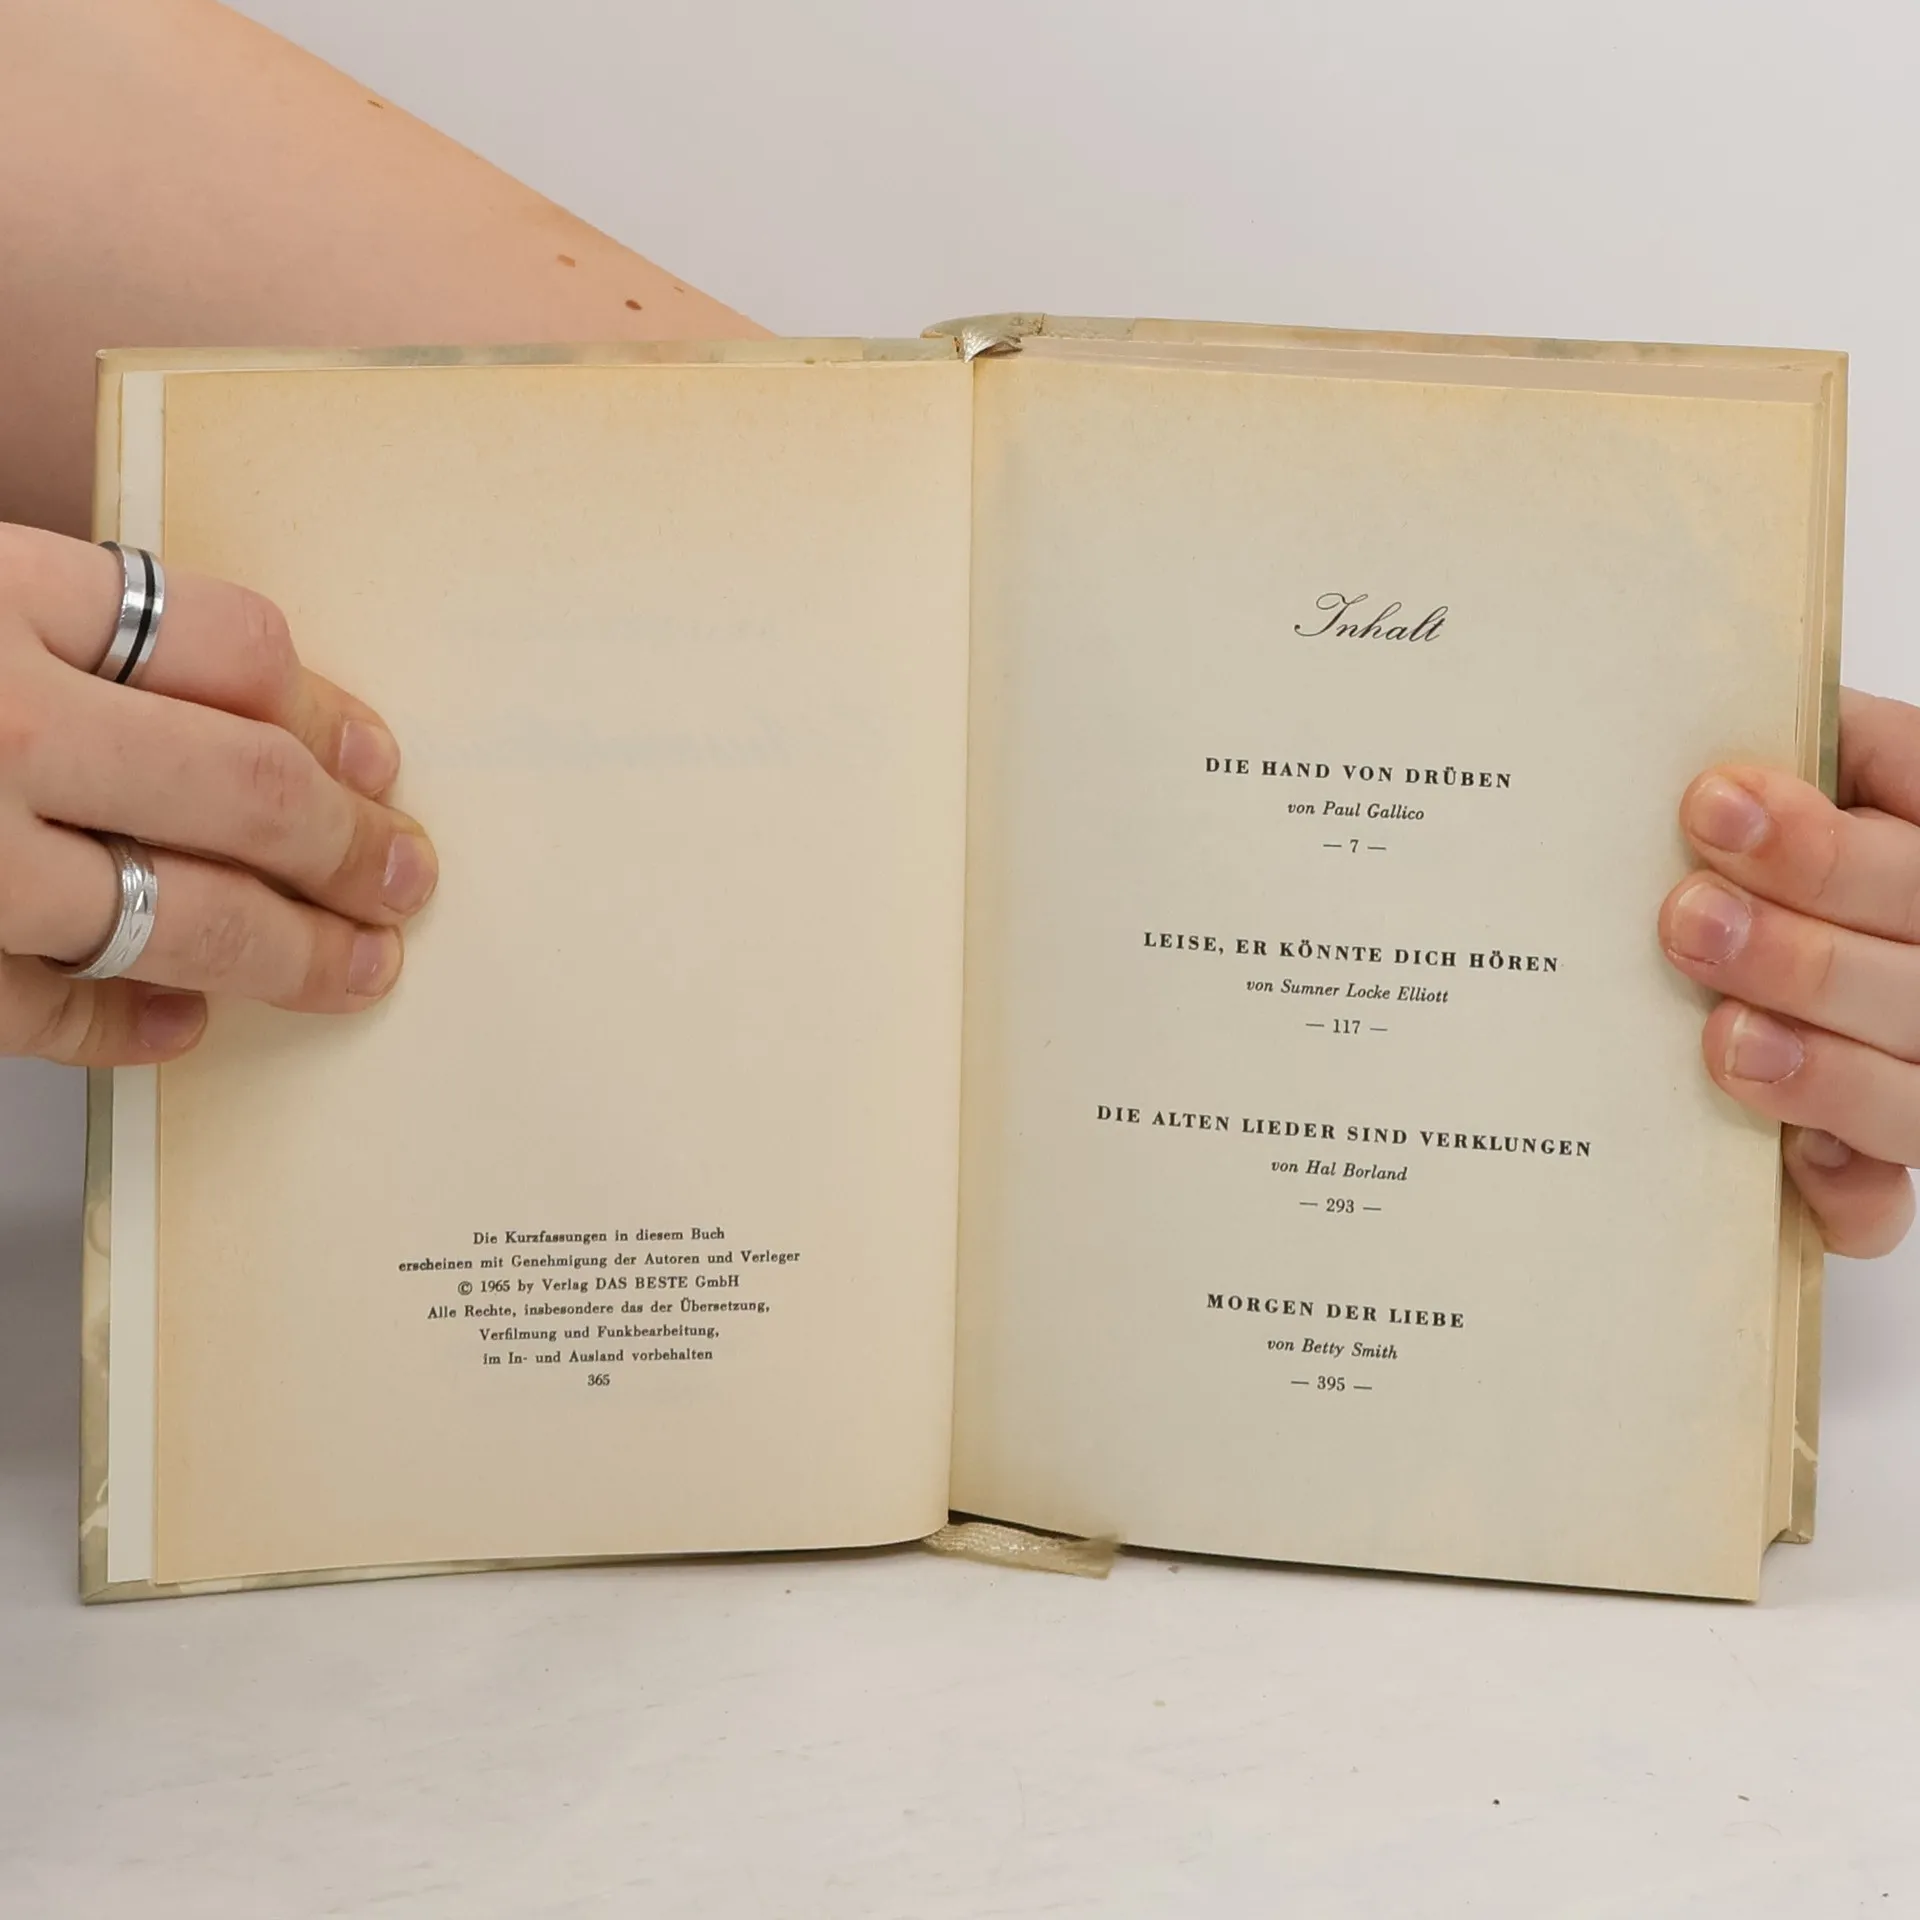 Die Kurzfassungen in diesem Buch
erscheinen mit Genehmigung der Autoren und Verleger
© 1965 by Verlag DAS BESTE GmbH
Alle Rechte, insbesondere das der Übersetzung,
Verfilmung und Funkbearbeitung,
im In- und Ausland vorbehalten
365
Inhalt
DIE HAND VON DRÜBEN
von Paul Gallico
— 7 —
LEISE, ER KÖNNTE DICH HÖREN
von Sumner Locke Elliott
— 117 —
DIE ALTEN LIEDER SIND VERKLUNGEN
von Hal Borland
— 293 —
MORGEN DER LIEBE
von Betty Smith
— 395 —